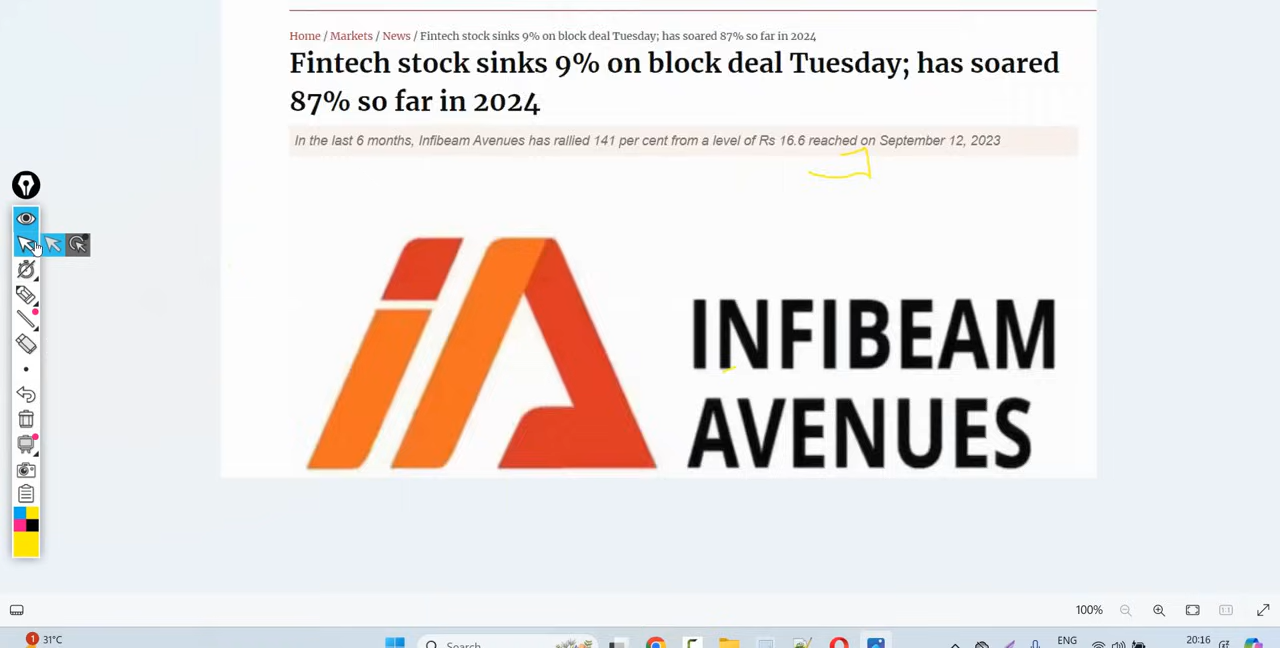 Home / Markets / News / Fintech stock sinks 9% on block deal Tuesday; has soared 87% so far in 2024
Fintech stock sinks 9% on block deal Tuesday; has soared
87% so far in 2024
In the last 6 months, Infibeam Avenues has rallied 141 per cent from a level of Rs 16.6 reached on September 12, 2023
INFIBEAM
AVENUES
100%
1:1
1
31°C
Search
ENG
20:16